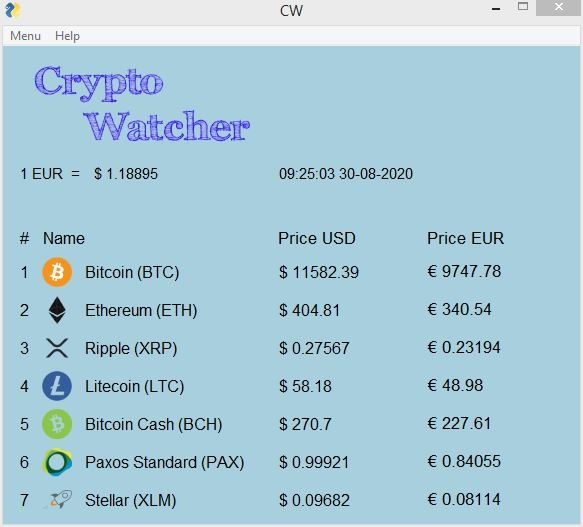 CW
Menu Help
Crypto
Watcher
1 EUR = $ 1.18895 09:25:03 30-08-2020
# Name Price USD Price EUR
1 Bitcoin (BTC) $ 11582.39 € 9747.78
2 Ethereum (ETH) $ 404.81 € 340.54
3 Ripple (XRP) $ 0.27567 € 0.23194
4 Litecoin (LTC) $ 58.18 € 48.98
5 Bitcoin Cash (BCH) $ 270.7 € 227.61
6 Paxos Standard (PAX) $ 0.99921 € 0.84055
7 Stellar (XLM) $ 0.09682 € 0.08114